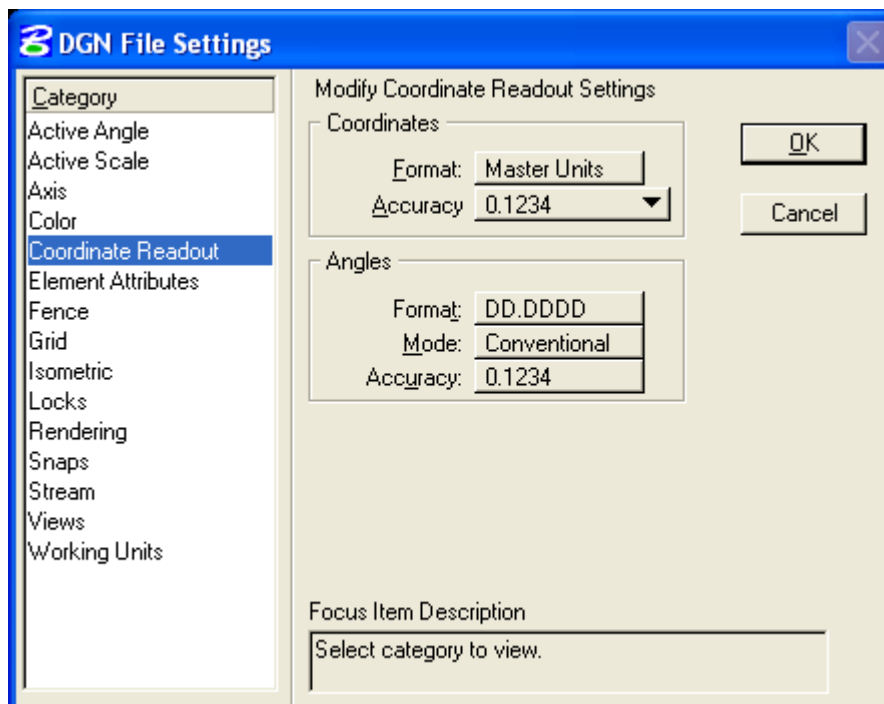 DGN File Settings
Category
Active Angle
Active Scale
Axis
Color
Coordinate Readout
Element Attributes
Fence
Grid
Isometric
Locks
Rendering
Snaps
Stream
Views
Working Units
Modify Coordinate Readout Settings
Coordinates
Format: Master Units
Accuracy 0.1234
Angles
Format: DD.DDDD
Mode: Conventional
Accuracy: 0.1234
OK
Cancel
Focus Item Description
Select category to view.